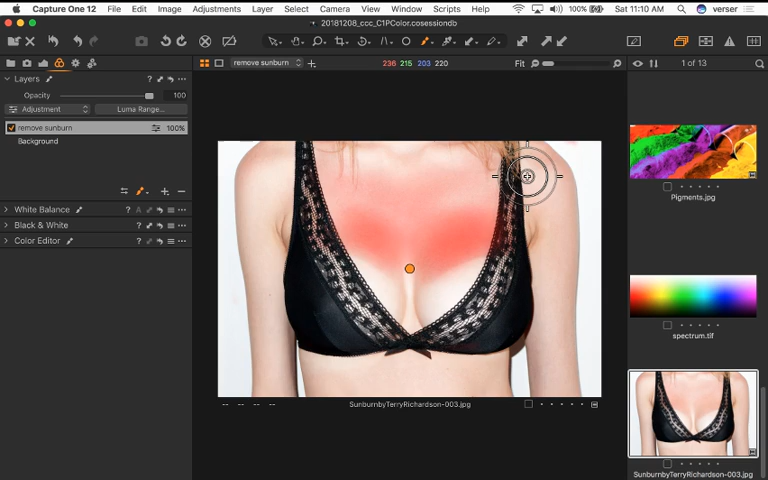 Capture One 12 File Edit Image Adjustments Layer Select Camera View Window Scripts Help 100% Sat 11:10 AM verser
20181208_ccc_C1PColor.cosessiondb
remove sunburn 236 215 203 220 Fit 1 of 13
Layers ?
Opacity 100
Adjustment Luma Range...
remove sunburn 100%
Background
White Balance ? A
Black & White ?
Color Editor ?
Pigments.jpg
spectrum.tif
-- -- -- -- SunburnbyTerryRichardson-003.jpg
SunburnbyTerryRichardson-003.jpg